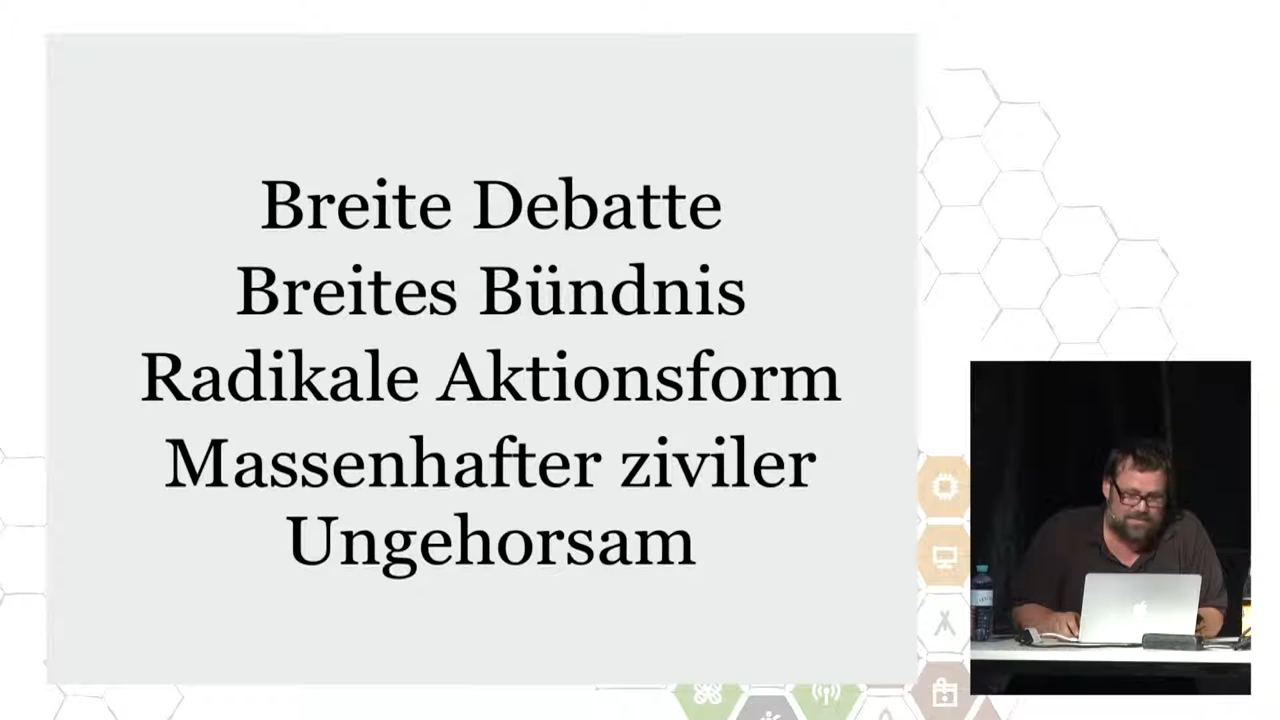 Breite Debatte
Breites Bündnis
Radikale Aktionsform
Massenhafter ziviler
Ungehorsam